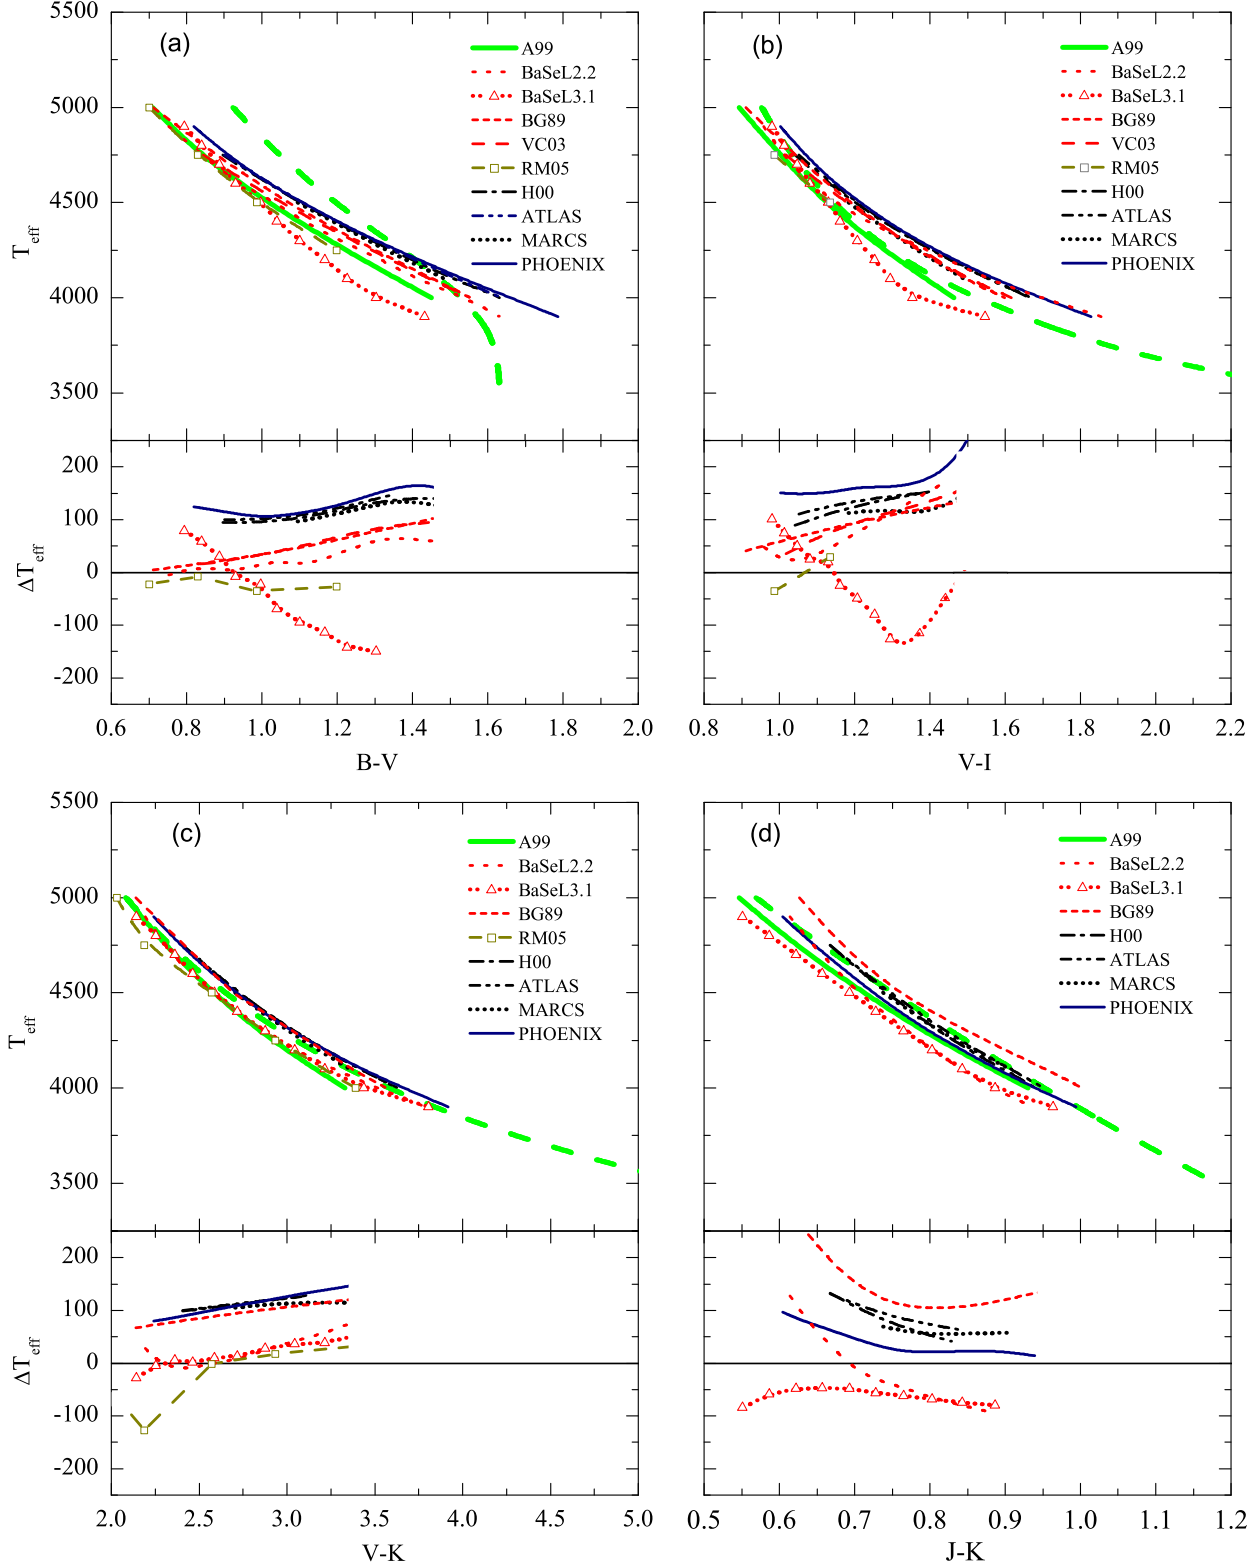 (a)
5500
5000
4500
4000
3500
T_eff
A99
BaSeL2.2
BaSeL3.1
BG89
VC03
RM05
H00
ATLAS
MARCS
PHOENIX
200
100
0
-100
-200
ΔT_eff
0.6 0.8 1.0 1.2 1.4 1.6 1.8 2.0
B-V
(b)
A99
BaSeL2.2
BaSeL3.1
BG89
VC03
RM05
H00
ATLAS
MARCS
PHOENIX
0.8 1.0 1.2 1.4 1.6 1.8 2.0 2.2
V-I
(c)
5500
5000
4500
4000
3500
T_eff
A99
BaSeL2.2
BaSeL3.1
BG89
RM05
H00
ATLAS
MARCS
PHOENIX
200
100
0
-100
-200
ΔT_eff
2.0 2.5 3.0 3.5 4.0 4.5 5.0
V-K
(d)
A99
BaSeL2.2
BaSeL3.1
BG89
H00
ATLAS
MARCS
PHOENIX
0.5 0.6 0.7 0.8 0.9 1.0 1.1 1.2
J-K